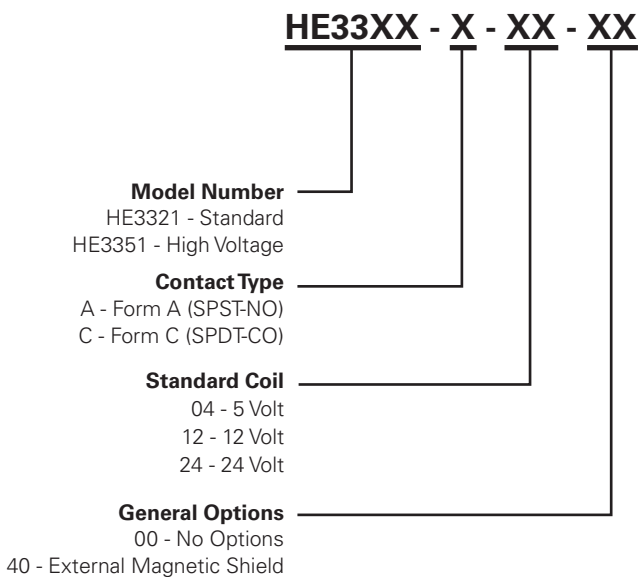 HE33XX - X - XX - XX
Model Number
HE3321 - Standard
HE3351 - High Voltage
Contact Type
A - Form A (SPST-NO)
C - Form C (SPDT-CO)
Standard Coil
04 - 5 Volt
12 - 12 Volt
24 - 24 Volt
General Options
00 - No Options
40 - External Magnetic Shield